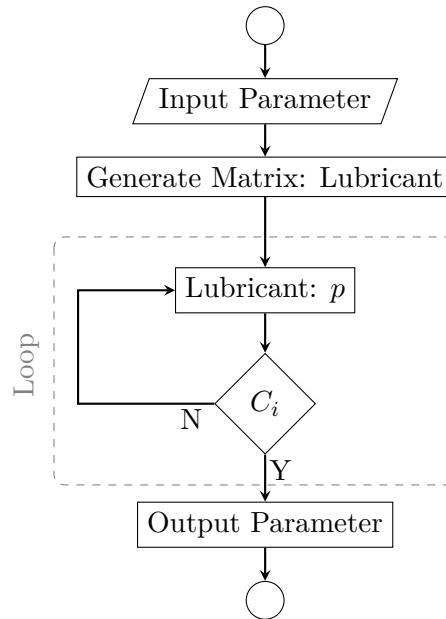 Input Parameter
Generate Matrix: Lubricant
Lubricant: p
Loop
C_i
N
Y
Output Parameter